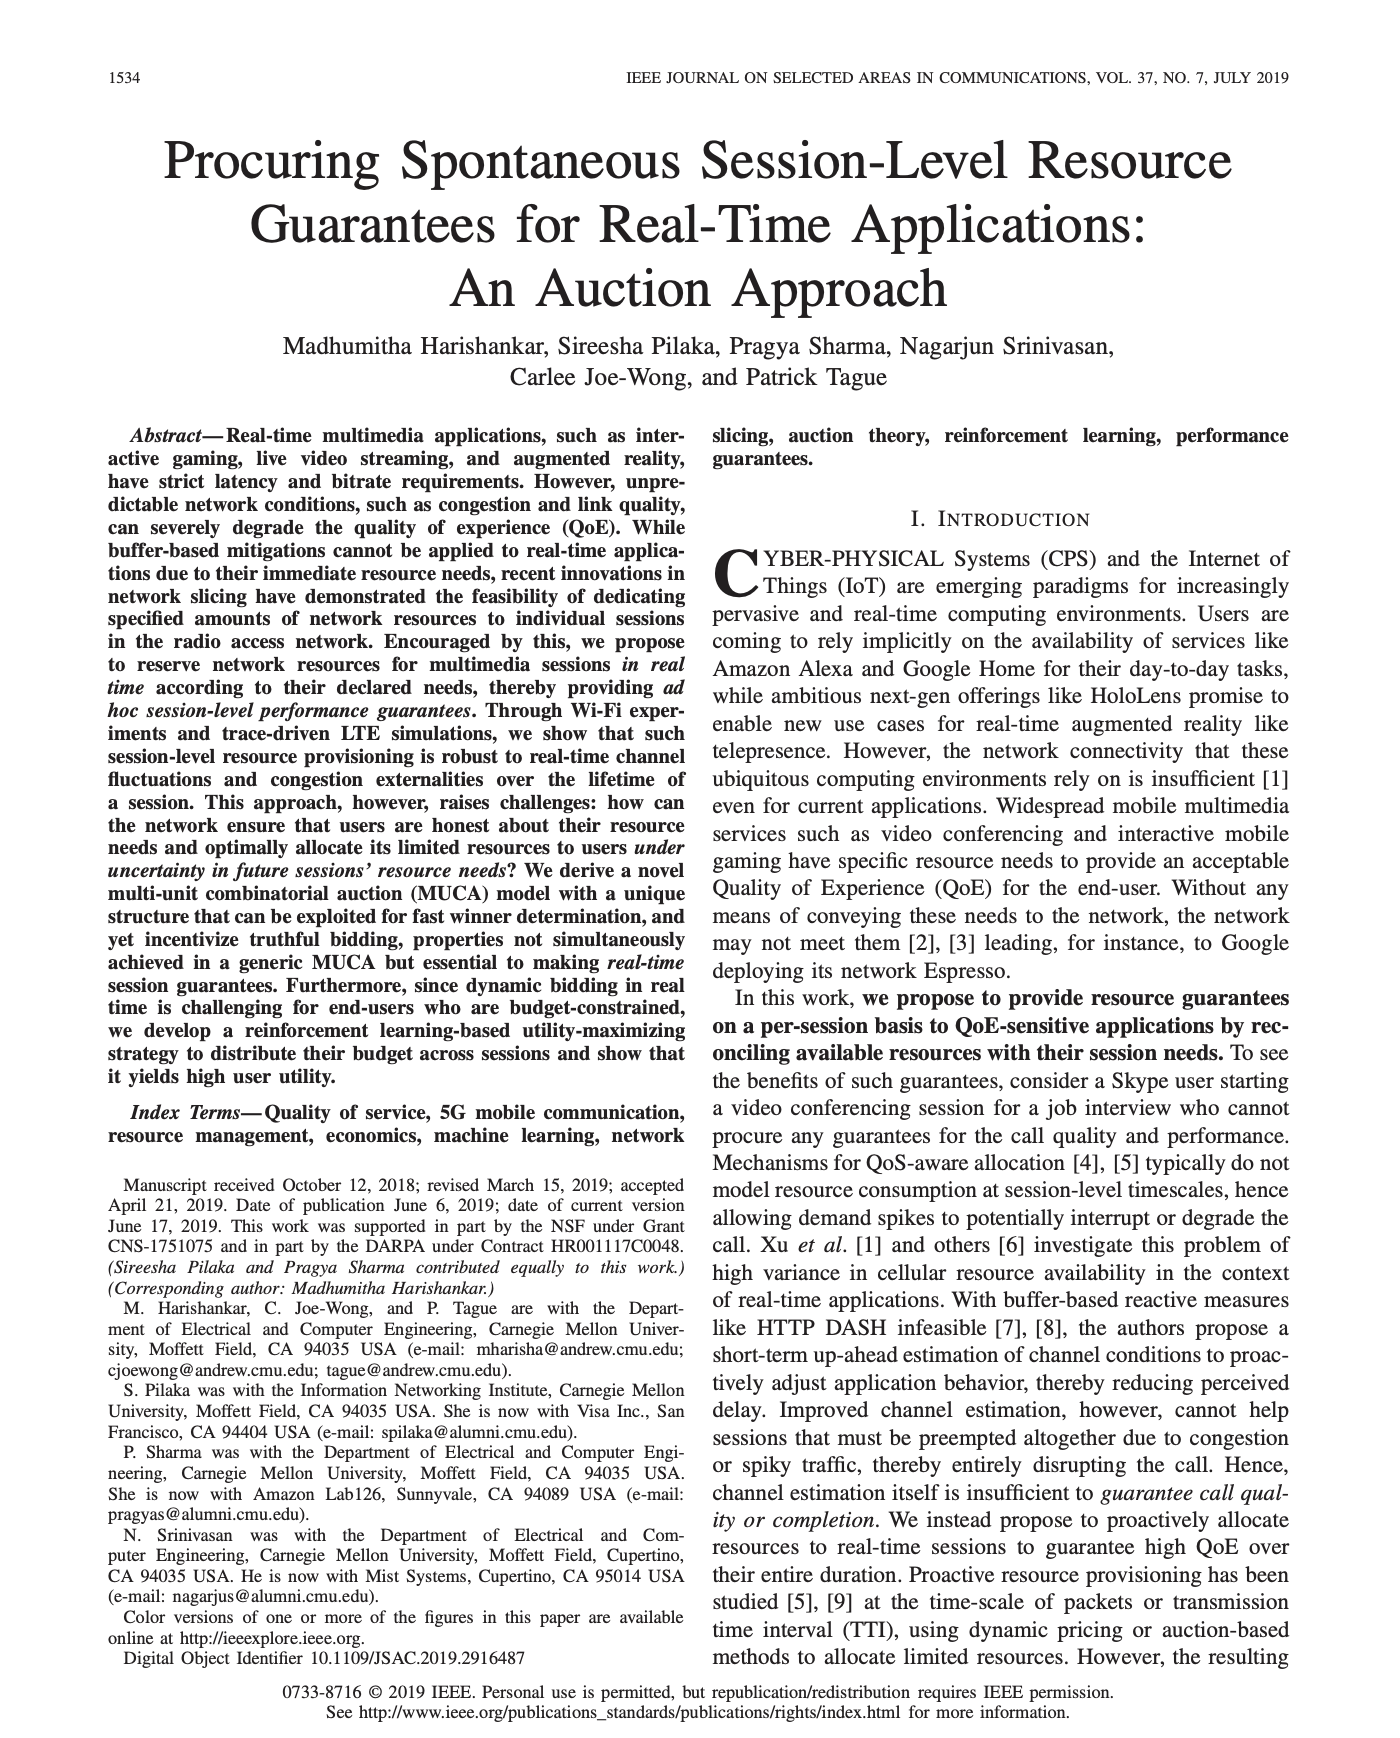 1534
IEEE JOURNAL ON SELECTED AREAS IN COMMUNICATIONS, VOL. 37, NO. 7, JULY 2019
Procuring Spontaneous Session-Level Resource
Guarantees for Real-Time Applications:
An Auction Approach
Madhumitha Harishankar, Sireesha Pilaka, Pragya Sharma, Nagarjun Srinivasan,
Carlee Joe-Wong, and Patrick Tague
Abstract—Real-time multimedia applications, such as inter-
active gaming, live video streaming, and augmented reality,
have strict latency and bitrate requirements. However, unpre-
dictable network conditions, such as congestion and link quality,
can severely degrade the quality of experience (QoE). While
buffer-based mitigations cannot be applied to real-time applica-
tions due to their immediate resource needs, recent innovations in
network slicing have demonstrated the feasibility of dedicating
specified amounts of network resources to individual sessions
in the radio access network. Encouraged by this, we propose
to reserve network resources for multimedia sessions in real
time according to their declared needs, thereby providing ad
hoc session-level performance guarantees. Through Wi-Fi exper-
iments and trace-driven LTE simulations, we show that such
session-level resource provisioning is robust to real-time channel
fluctuations and congestion externalities over the lifetime of
a session. This approach, however, raises challenges: how can
the network ensure that users are honest about their resource
needs and optimally allocate its limited resources to users under
uncertainty in future sessions' resource needs? We derive a novel
multi-unit combinatorial auction (MUCA) model with a unique
structure that can be exploited for fast winner determination, and
yet incentivize truthful bidding, properties not simultaneously
achieved in a generic MUCA but essential to making real-time
session guarantees. Furthermore, since dynamic bidding in real
time is challenging for end-users who are budget-constrained,
we develop a reinforcement learning-based utility-maximizing
strategy to distribute their budget across sessions and show that
it yields high user utility.
Index Terms—Quality of service, 5G mobile communication,
resource management, economics, machine learning, network
Manuscript received October 12, 2018; revised March 15, 2019; accepted
April 21, 2019. Date of publication June 6, 2019; date of current version
June 17, 2019. This work was supported in part by the NSF under Grant
CNS-1751075 and in part by the DARPA under Contract HR001117C0048.
(Sireesha Pilaka and Pragya Sharma contributed equally to this work.)
(Corresponding author: Madhumitha Harishankar.)
M. Harishankar, C. Joe-Wong, and P. Tague are with the Depart-
ment of Electrical and Computer Engineering, Carnegie Mellon Univer-
sity, Moffett Field, CA 94035 USA (e-mail: mharisha@andrew.cmu.edu;
cjoewong@andrew.cmu.edu; tague@andrew.cmu.edu).
S. Pilaka was with the Information Networking Institute, Carnegie Mellon
University, Moffett Field, CA 94035 USA. She is now with Visa Inc., San
Francisco, CA 94404 USA (e-mail: spilaka@alumni.cmu.edu).
P. Sharma was with the Department of Electrical and Computer Engi-
neering, Carnegie Mellon University, Moffett Field, CA 94035 USA.
She is now with Amazon Lab126, Sunnyvale, CA 94089 USA (e-mail:
pragyas@alumni.cmu.edu).
N. Srinivasan was with the Department of Electrical and Com-
puter Engineering, Carnegie Mellon University, Moffett Field, Cupertino,
CA 94035 USA. He is now with Mist Systems, Cupertino, CA 95014 USA
(e-mail: nagarjus@alumni.cmu.edu).
Color versions of one or more of the figures in this paper are available
online at http://ieeexplore.ieee.org.
Digital Object Identifier 10.1109/JSAC.2019.2916487
slicing, auction theory, reinforcement learning, performance
guarantees.
I. INTRODUCTION
CYBER-PHYSICAL Systems (CPS) and the Internet of
Things (IoT) are emerging paradigms for increasingly
pervasive and real-time computing environments. Users are
coming to rely implicitly on the availability of services like
Amazon Alexa and Google Home for their day-to-day tasks,
while ambitious next-gen offerings like HoloLens promise to
enable new use cases for real-time augmented reality like
telepresence. However, the network connectivity that these
ubiquitous computing environments rely on is insufficient [1]
even for current applications. Widespread mobile multimedia
services such as video conferencing and interactive mobile
gaming have specific resource needs to provide an acceptable
Quality of Experience (QoE) for the end-user. Without any
means of conveying these needs to the network, the network
may not meet them [2], [3] leading, for instance, to Google
deploying its network Espresso.
In this work, we propose to provide resource guarantees
on a per-session basis to QoE-sensitive applications by rec-
onciling available resources with their session needs. To see
the benefits of such guarantees, consider a Skype user starting
a video conferencing session for a job interview who cannot
procure any guarantees for the call quality and performance.
Mechanisms for QoS-aware allocation [4], [5] typically do not
model resource consumption at session-level timescales, hence
allowing demand spikes to potentially interrupt or degrade the
call. Xu et al. [1] and others [6] investigate this problem of
high variance in cellular resource availability in the context
of real-time applications. With buffer-based reactive measures
like HTTP DASH infeasible [7], [8], the authors propose a
short-term up-ahead estimation of channel conditions to proac-
tively adjust application behavior, thereby reducing perceived
delay. Improved channel estimation, however, cannot help
sessions that must be preempted altogether due to congestion
or spiky traffic, thereby entirely disrupting the call. Hence,
channel estimation itself is insufficient to guarantee call qual-
ity or completion. We instead propose to proactively allocate
resources to real-time sessions to guarantee high QoE over
their entire duration. Proactive resource provisioning has been
studied [5], [9] at the time-scale of packets or transmission
time interval (TTI), using dynamic pricing or auction-based
methods to allocate limited resources. However, the resulting
0733-8716 © 2019 IEEE. Personal use is permitted, but republication/redistribution requires IEEE permission.
See http://www.ieee.org/publications_standards/publications/rights/index.html for more information.